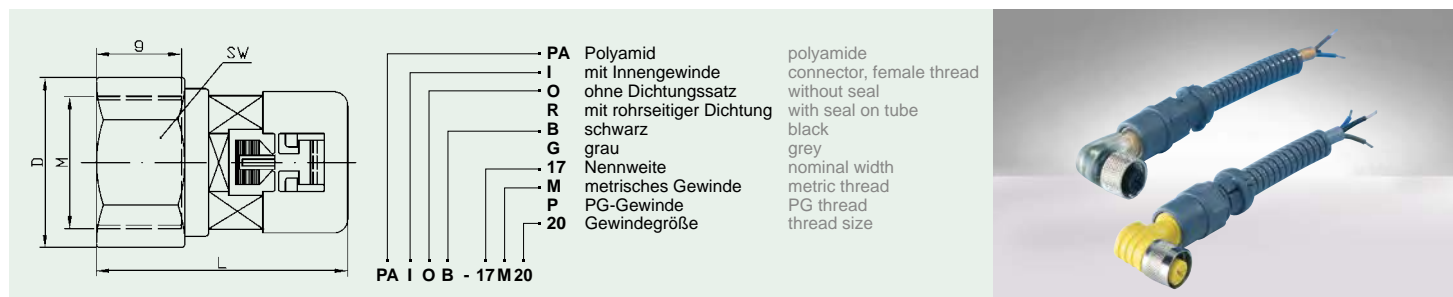 g
SW
D
M
L
PA Polyamid polyamide
I mit Innengewinde connector, female thread
O ohne Dichtungssatz without seal
R mit rohrseitiger Dichtung with seal on tube
B schwarz black
G grau grey
17 Nennweite nominal width
M metrisches Gewinde metric thread
P PG-Gewinde PG thread
20 Gewindegröße thread size
PA I O B - 17 M 20